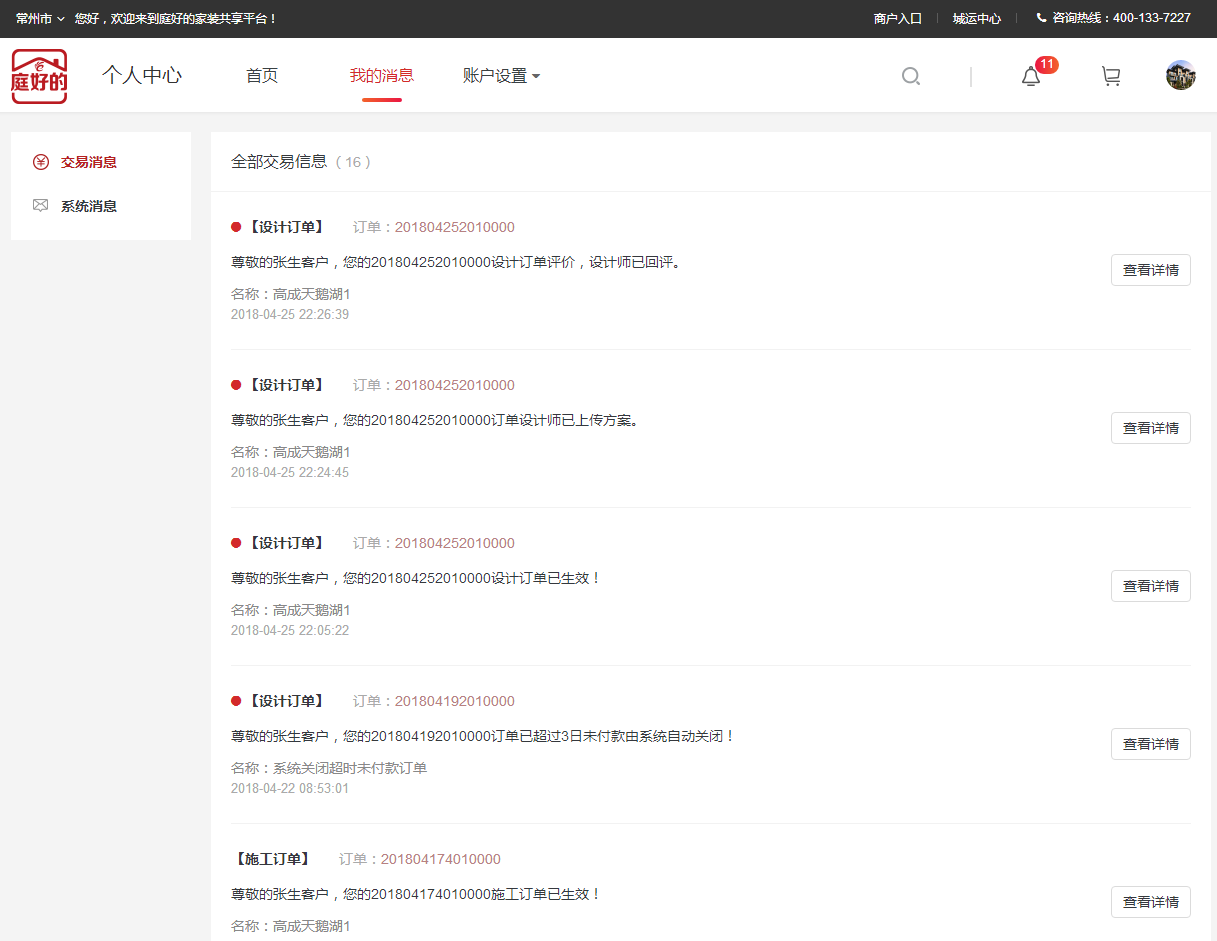 常州市 您好，欢迎来到庭好的家装共享平台！ 商户入口 城运中心 咨询热线：400-133-7227
庭好的 个人中心 首页 我的消息 账户设置 11
交易消息
系统消息
全部交易信息（16）
【设计订单】 订单：201804252010000
尊敬的张生客户，您的201804252010000设计订单评价，设计师已回评。
查看详情
名称：高成天鹅湖1
2018-04-25 22:26:39
【设计订单】 订单：201804252010000
尊敬的张生客户，您的201804252010000订单设计师已上传方案。
查看详情
名称：高成天鹅湖1
2018-04-25 22:24:45
【设计订单】 订单：201804252010000
尊敬的张生客户，您的201804252010000设计订单已生效！
查看详情
名称：高成天鹅湖1
2018-04-25 22:05:22
【设计订单】 订单：201804192010000
尊敬的张生客户，您的201804192010000订单已超过3日未付款由系统自动关闭！
查看详情
名称：系统关闭超时未付款订单
2018-04-22 08:53:01
【施工订单】 订单：201804174010000
尊敬的张生客户，您的201804174010000施工订单已生效！
查看详情
名称：高成天鹅湖1